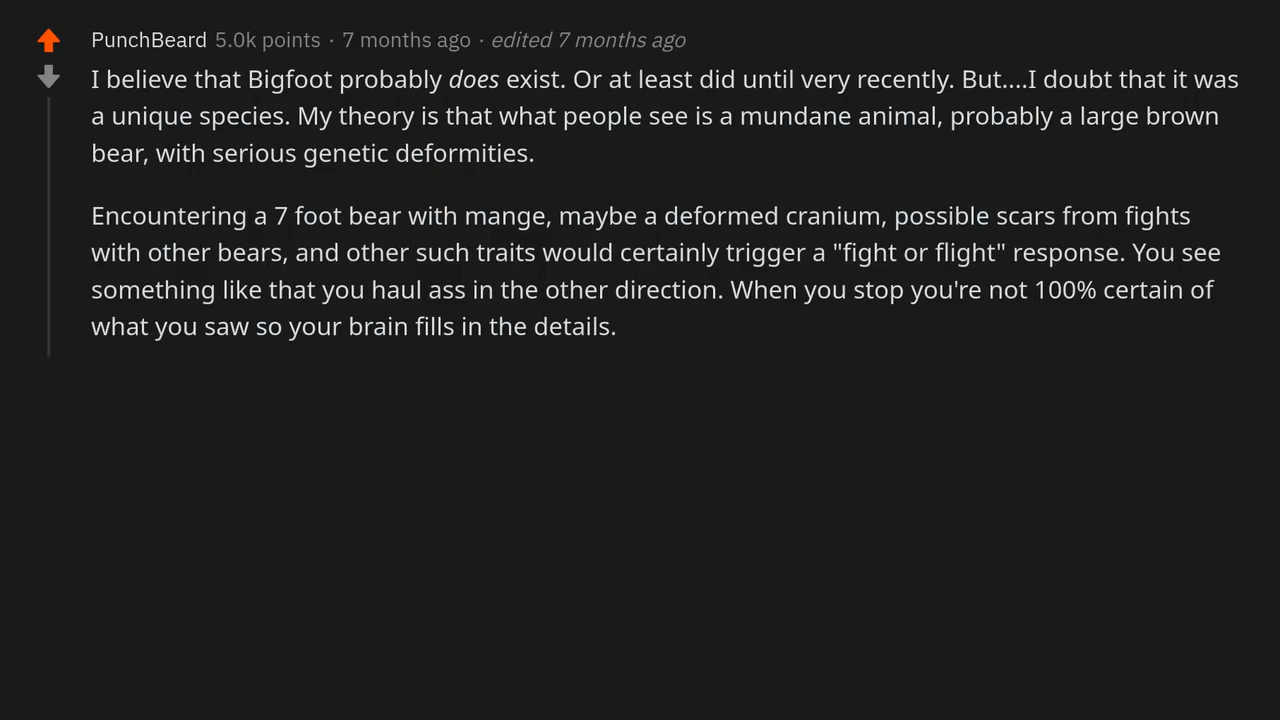 PunchBeard 5.0k points · 7 months ago · edited 7 months ago
I believe that Bigfoot probably does exist. Or at least did until very recently. But....I doubt that it was
a unique species. My theory is that what people see is a mundane animal, probably a large brown
bear, with serious genetic deformities.
Encountering a 7 foot bear with mange, maybe a deformed cranium, possible scars from fights
with other bears, and other such traits would certainly trigger a "fight or flight" response. You see
something like that you haul ass in the other direction. When you stop you're not 100% certain of
what you saw so your brain fills in the details.